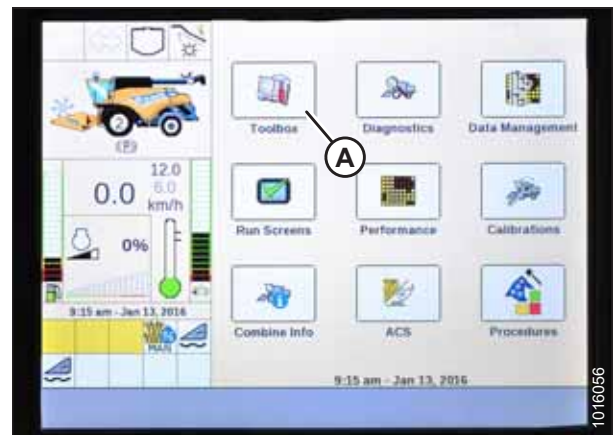 2
(P)
12.0
6.0
0.0 km/h
0%
9:15 am - Jan 13, 2016
MAN
Toolbox
Diagnostics
Data Management
A
Run Screens
Performance
Calibrations
Combine Info
ACS
Procedures
9:15 am - Jan 13, 2016
1016056